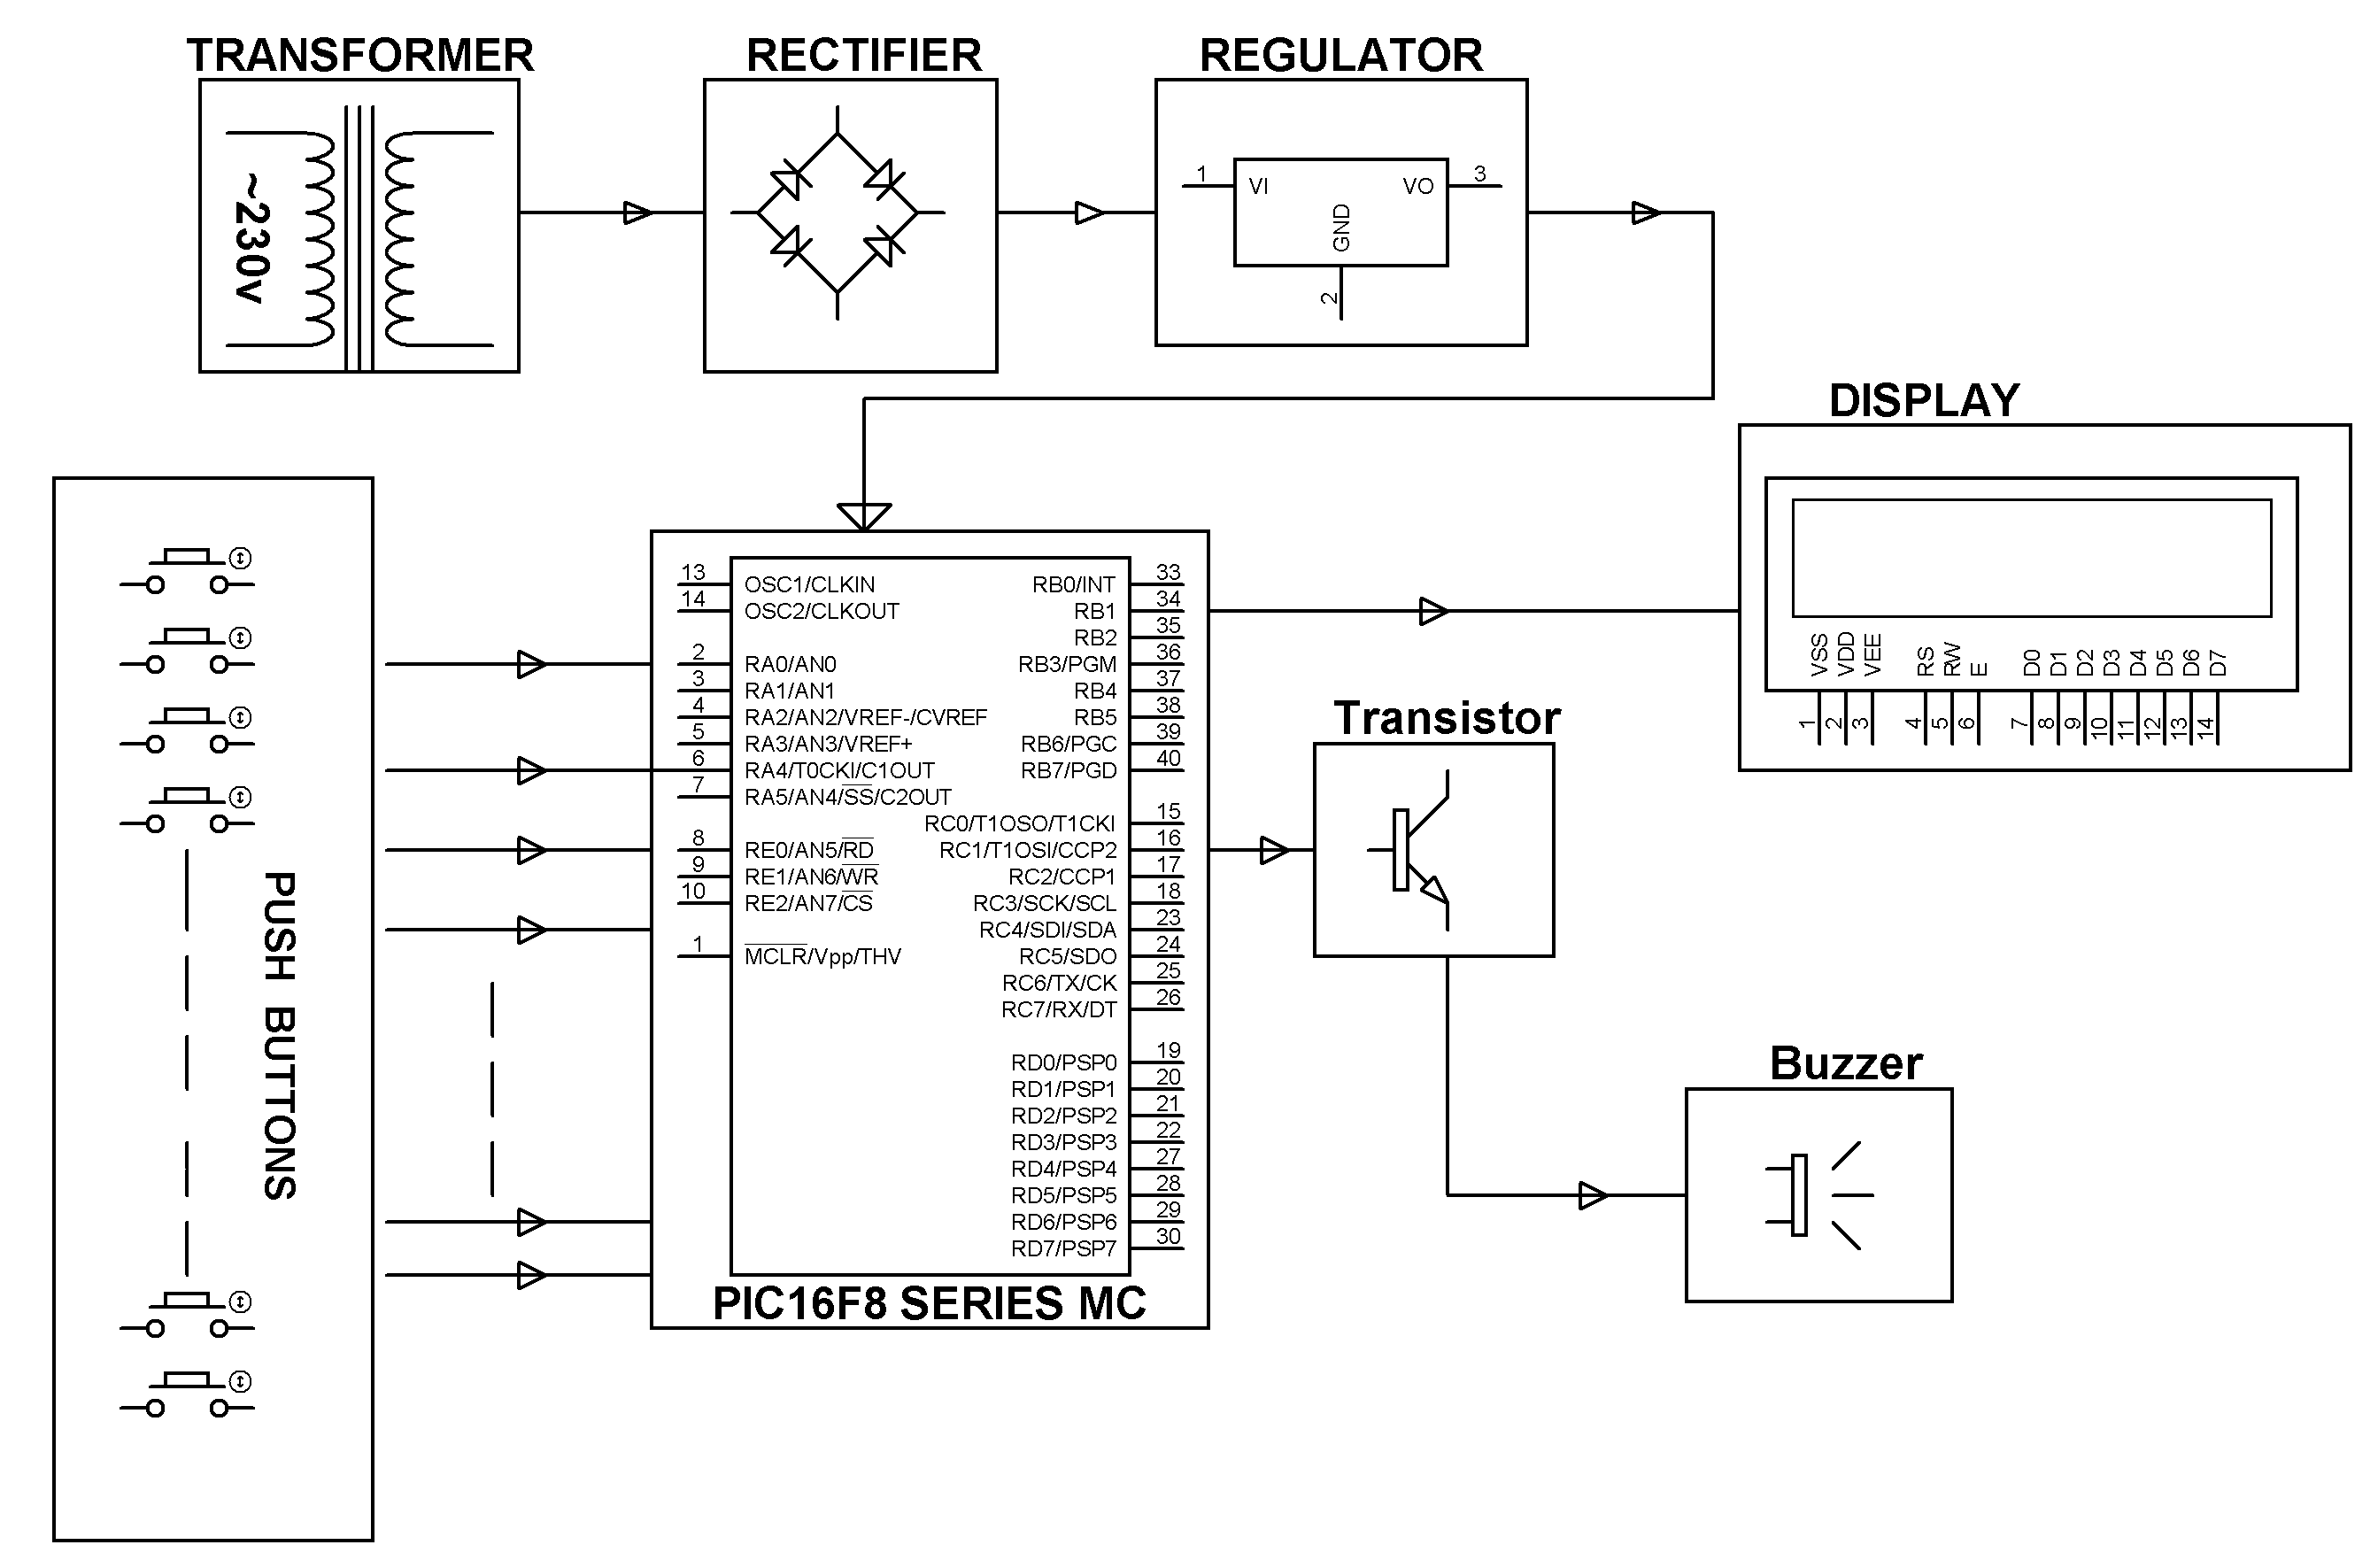 TRANSFORMER
RECTIFIER
REGULATOR
~230v
1
VI
VO
3
GND
2
DISPLAY
VSS
VDD
VEE
RS
RW
E
D0
D1
D2
D3
D4
D5
D6
D7
1
2
3
4
5
6
7
8
9
10
11
12
13
14
PUSH BUTTONS
13 OSC1/CLKIN
14 OSC2/CLKOUT
2 RA0/AN0
3 RA1/AN1
4 RA2/AN2/VREF-/CVREF
5 RA3/AN3/VREF+
6 RA4/T0CKI/C1OUT
7 RA5/AN4/SS/C2OUT
8 RE0/AN5/RD
9 RE1/AN6/WR
10 RE2/AN7/CS
1 MCLR/Vpp/THV
RB0/INT 33
RB1 34
RB2 35
RB3/PGM 36
RB4 37
RB5 38
RB6/PGC 39
RB7/PGD 40
RC0/T1OSO/T1CKI 15
RC1/T1OSI/CCP2 16
RC2/CCP1 17
RC3/SCK/SCL 18
RC4/SDI/SDA 23
RC5/SDO 24
RC6/TX/CK 25
RC7/RX/DT 26
RD0/PSP0 19
RD1/PSP1 20
RD2/PSP2 21
RD3/PSP3 22
RD4/PSP4 27
RD5/PSP5 28
RD6/PSP6 29
RD7/PSP7 30
PIC16F8 SERIES MC
Transistor
Buzzer